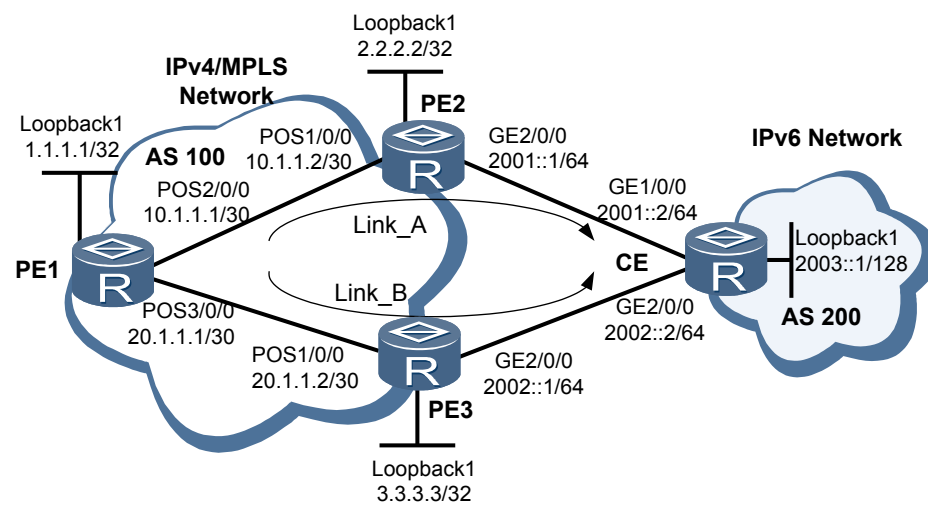 Loopback1
2.2.2.2/32
IPv4/MPLS
Network
PE2
Loopback1
1.1.1.1/32
AS 100
POS1/0/0
10.1.1.2/30
GE2/0/0
2001::1/64
IPv6 Network
POS2/0/0
10.1.1.1/30
R
GE1/0/0
2001::2/64
Link_A
PE1
R
CE
R
Loopback1
2003::1/128
Link_B
POS3/0/0
20.1.1.1/30
GE2/0/0
2002::2/64
AS 200
POS1/0/0
20.1.1.2/30
R
GE2/0/0
2002::1/64
PE3
Loopback1
3.3.3.3/32